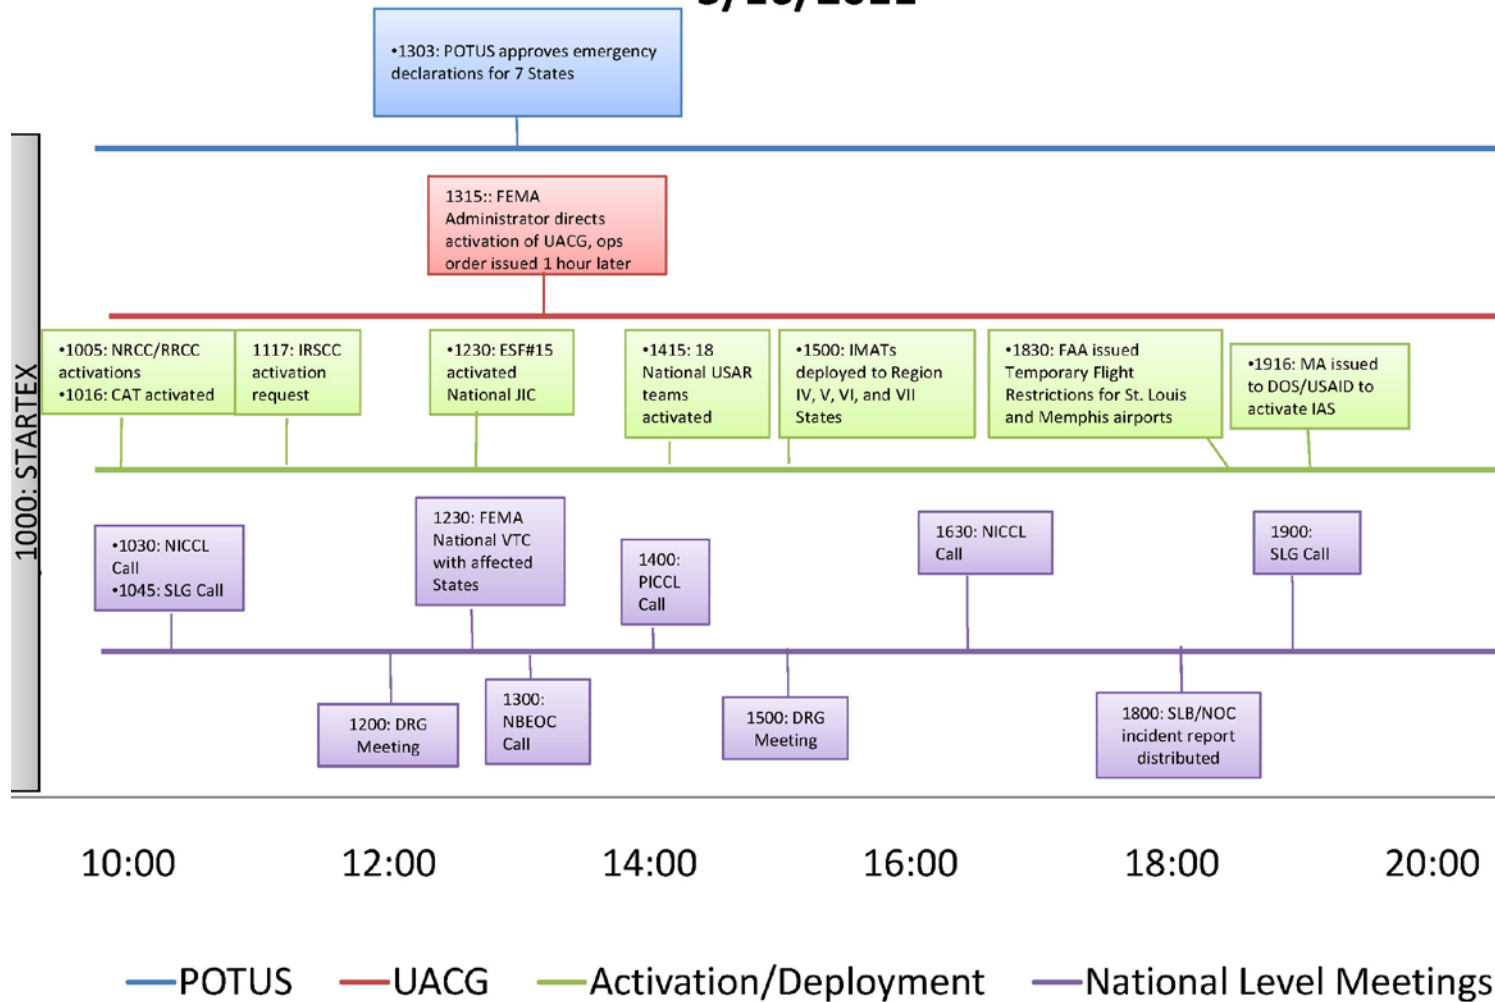 •1303: POTUS approves emergency
declarations for 7 States
1315:: FEMA
Administrator directs
activation of UACG, ops
order issued 1 hour later
1000: STARTEX
•1005: NRCC/RRCC
activations
•1016: CAT activated
1117: IRSCC
activation
request
•1230: ESF#15
activated
National JIC
•1415: 18
National USAR
teams
activated
•1500: IMATs
deployed to Region
IV, V, VI, and VII
States
•1830: FAA issued
Temporary Flight
Restrictions for St. Louis
and Memphis airports
•1916: MA issued
to DOS/USAID to
activate IAS
•1030: NICCL
Call
•1045: SLG Call
1230: FEMA
National VTC
with affected
States
1400:
PICCL
Call
1630: NICCL
Call
1900:
SLG Call
1200: DRG
Meeting
1300:
NBEOC
Call
1500: DRG
Meeting
1800: SLB/NOC
incident report
distributed
10:00 12:00 14:00 16:00 18:00 20:00
POTUS UACG Activation/Deployment National Level Meetings